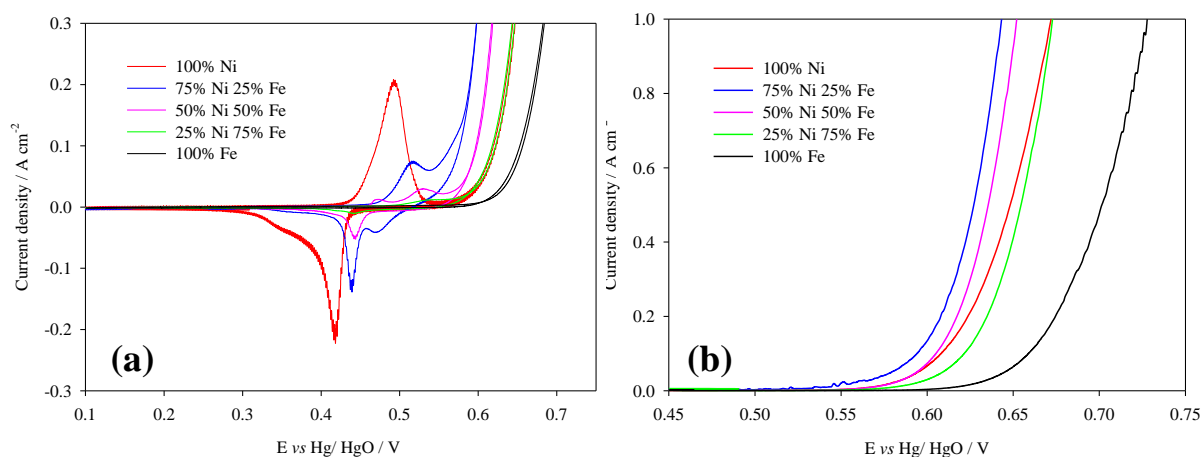 0.3
0.2
0.1
0.0
-0.1
-0.2
-0.3
Current density / A cm-2
100% Ni
75% Ni 25% Fe
50% Ni 50% Fe
25% Ni 75% Fe
100% Fe
(a)
0.1 0.2 0.3 0.4 0.5 0.6 0.7
E vs Hg/ HgO / V
1.0
0.8
0.6
0.4
0.2
0.0
Current density / A cm-
100% Ni
75% Ni 25% Fe
50% Ni 50% Fe
25% Ni 75% Fe
100% Fe
(b)
0.45 0.50 0.55 0.60 0.65 0.70 0.75
E vs Hg/ HgO / V